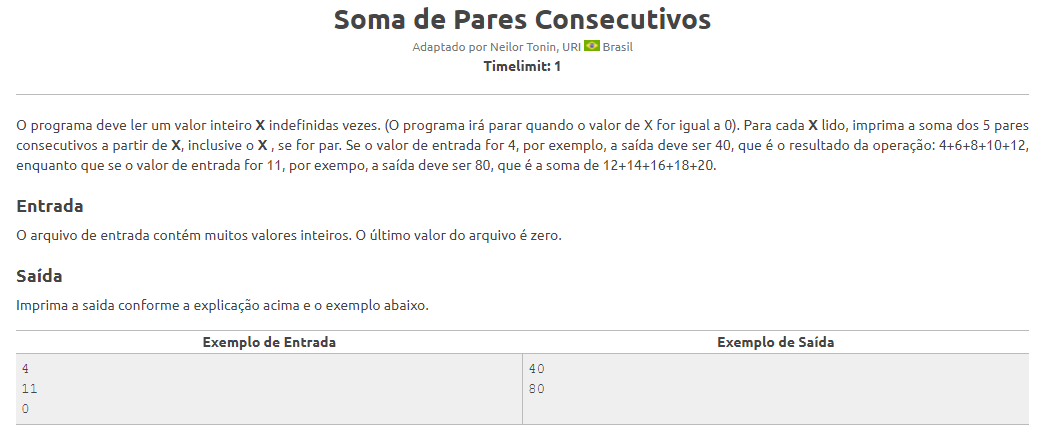 Soma de Pares Consecutivos
Adaptado por Neilor Tonin, URI Brasil
Timelimit: 1
O programa deve ler um valor inteiro X indefinidas vezes. (O programa irá parar quando o valor de X for igual a 0). Para cada X lido, imprima a soma dos 5 pares
consecutivos a partir de X, inclusive o X , se for par. Se o valor de entrada for 4, por exemplo, a saída deve ser 40, que é o resultado da operação: 4+6+8+10+12,
enquanto que se o valor de entrada for 11, por exempo, a saída deve ser 80, que é a soma de 12+14+16+18+20.
Entrada
O arquivo de entrada contém muitos valores inteiros. O último valor do arquivo é zero.
Saída
Imprima a saida conforme a explicação acima e o exemplo abaixo.
Exemplo de Entrada Exemplo de Saída
4 40
11 80
0